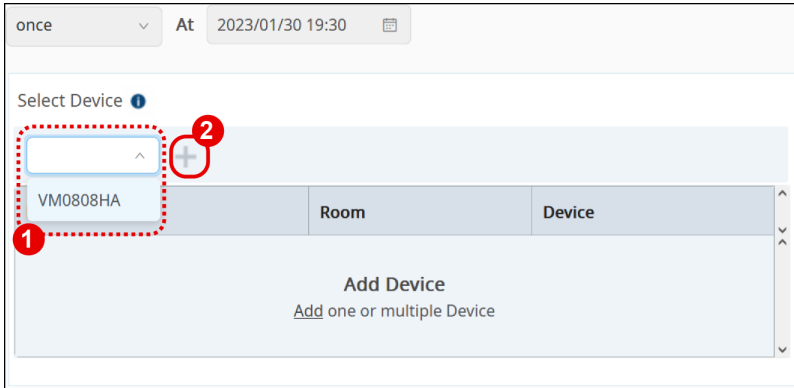 once At 2023/01/30 19:30
Select Device i
2
VM0808HA
Room Device
1
Add Device
Add one or multiple Device